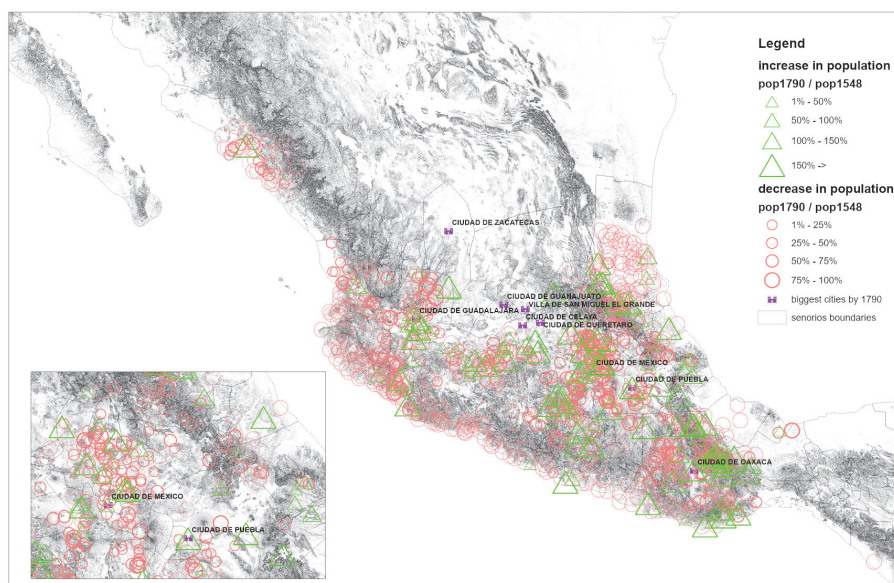 Legend
increase in population
pop1790 / pop1548
1% - 50%
50% - 100%
100% - 150%
150% ->
decrease in population
pop1790 / pop1548
1% - 25%
25% - 50%
50% - 75%
75% - 100%
biggest cities by 1790
senorios boundaries
CIUDAD DE ZACATECAS
CIUDAD DE GUANAJUATO
VILLA DE SAN MIGUEL EL GRANDE
CIUDAD DE GUADALAJARA
CIUDAD DE CELAYA
CIUDAD DE QUERETARO
CIUDAD DE MEXICO
CIUDAD DE PUEBLA
CIUDAD DE OAXACA
CIUDAD DE MEXICO
CIUDAD DE PUEBLA